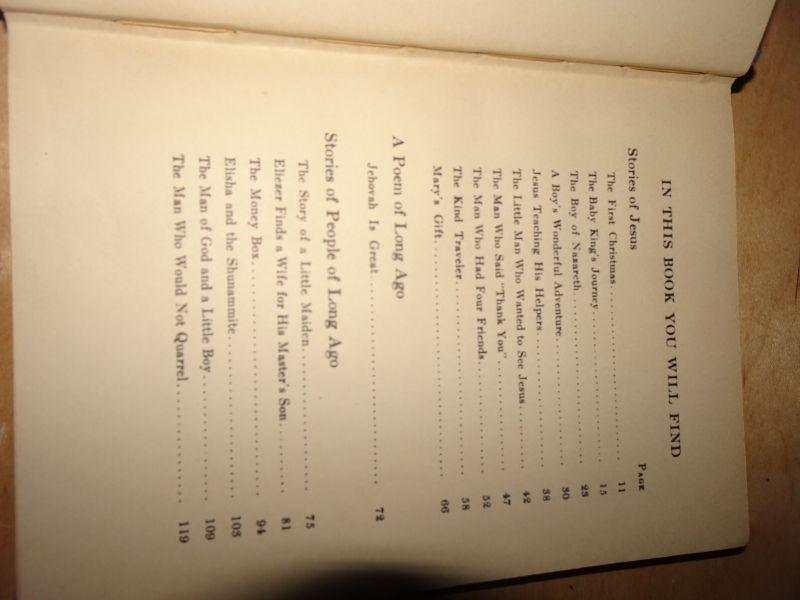 IN THIS BOOK YOU WILL FIND
PAGE
Stories of Jesus
The First Christmas 11
The Baby King's Journey 15
The Boy of Nazareth 23
A Boy's Wonderful Adventure 30
Jesus Teaching His Helpers 38
The Little Man Who Wanted to See Jesus 42
The Man Who Said "Thank You" 47
The Man Who Had Four Friends 52
The Kind Traveler 58
Mary's Gift 66
A Poem of Long Ago
Jehovah Is Great 72
Stories of People of Long Ago
The Story of a Little Maiden 75
Eliezer Finds a Wife for His Master's Son 81
The Money Box 94
Elisha and the Shunammite 103
The Man of God and a Little Boy 109
The Man Who Would Not Quarrel 119